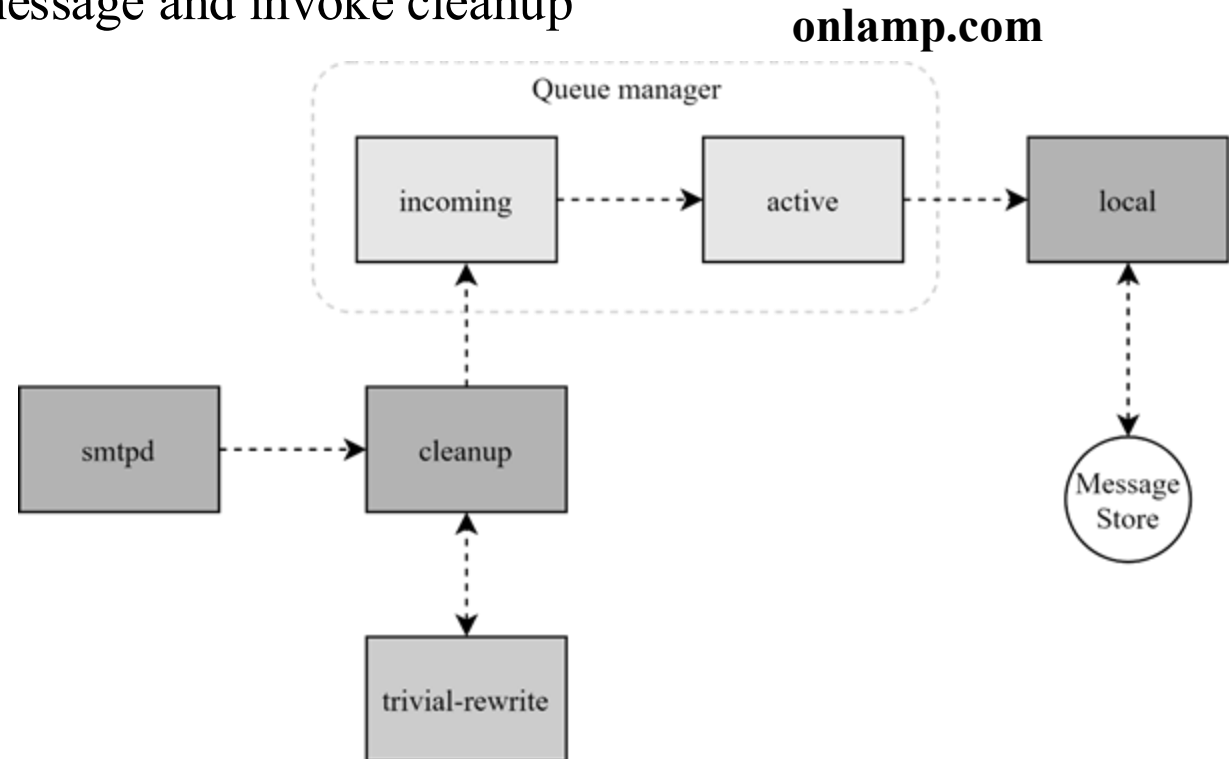 essage and invoke cleanup
onlamp.com
Queue manager
incoming
active
local
smtpd
cleanup
Message
Store
trivial-rewrite